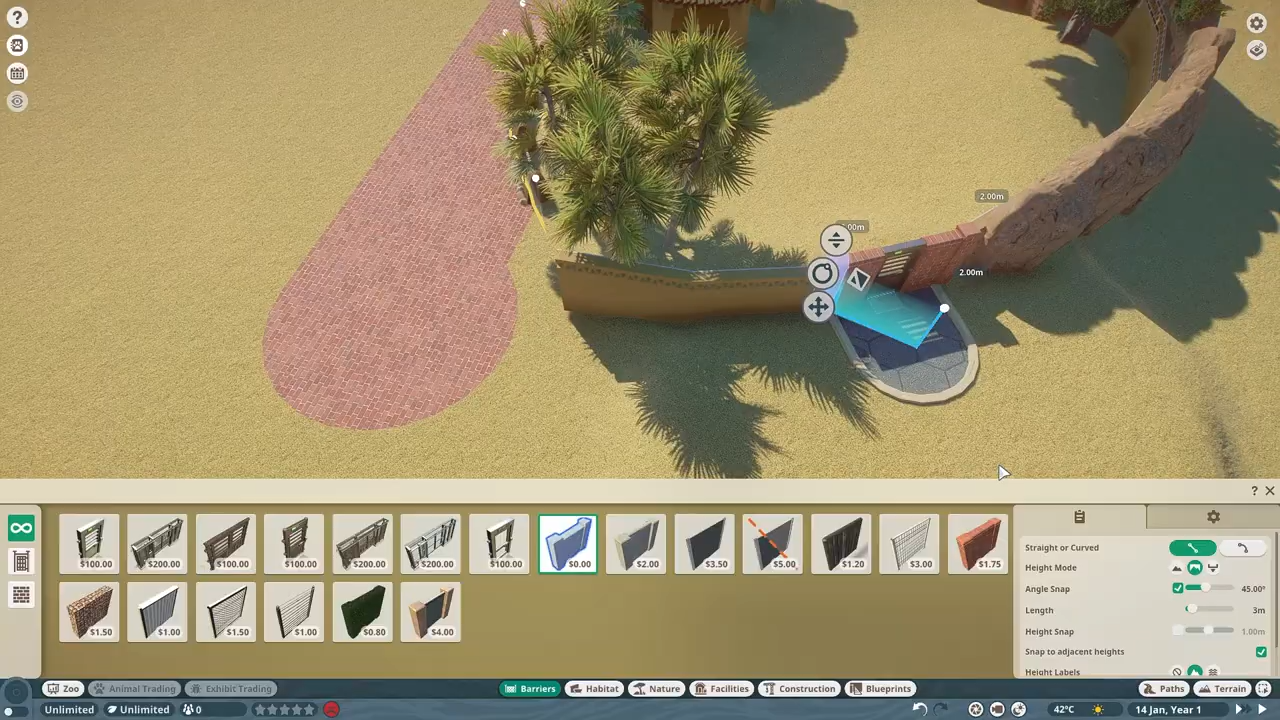 2.00m
.00m
2.00m
?
?
$100.00
$200.00
$100.00
$100.00
$200.00
$200.00
$100.00
$0.00
$2.00
$3.50
$5.00
$1.20
$3.00
$1.75
$1.50
$1.00
$1.50
$1.00
$0.80
$4.00
Straight or Curved
Height Mode
Angle Snap 45.00°
Length 3m
Height Snap 1.00m
Snap to adjacent heights
Height Labels
Zoo Animal Trading Exhibit Trading Barriers Habitat Nature Facilities Construction Blueprints Paths Terrain
Unlimited Unlimited 0 42°C 14 Jan, Year 1